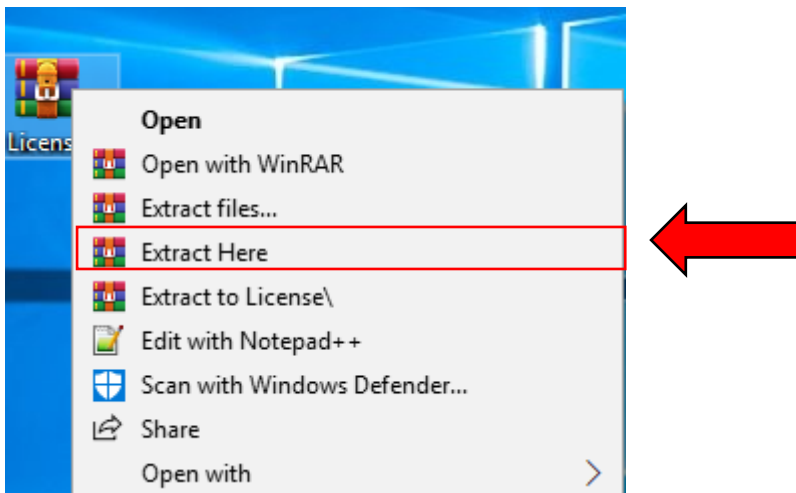 Open
Licens
Open with WinRAR
Extract files...
Extract Here
Extract to License\
Edit with Notepad++
Scan with Windows Defender...
Share
Open with